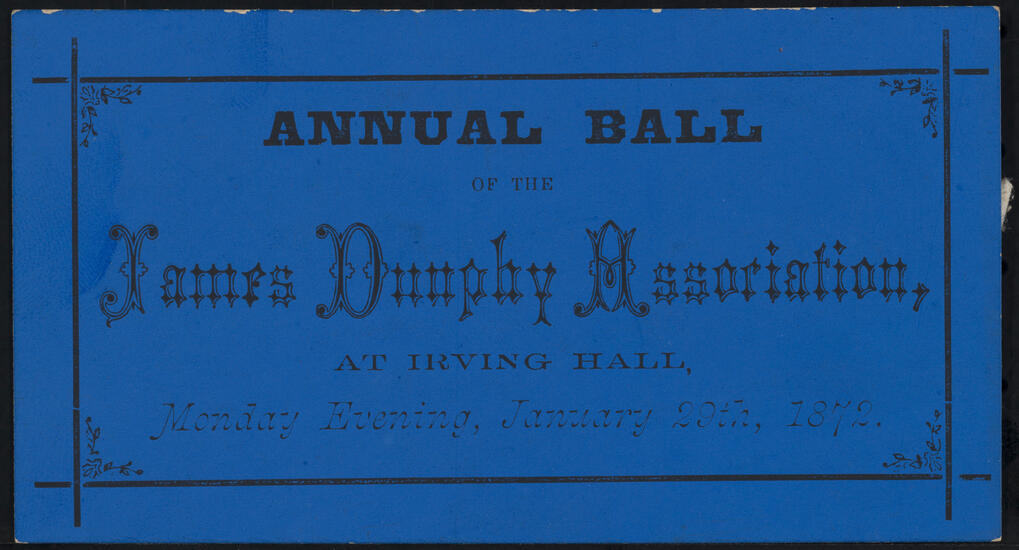 ANNUAL BALL
OF THE
James Dunphy Association,
AT IRVING HALL,
Monday Evening, January 29th, 1872.